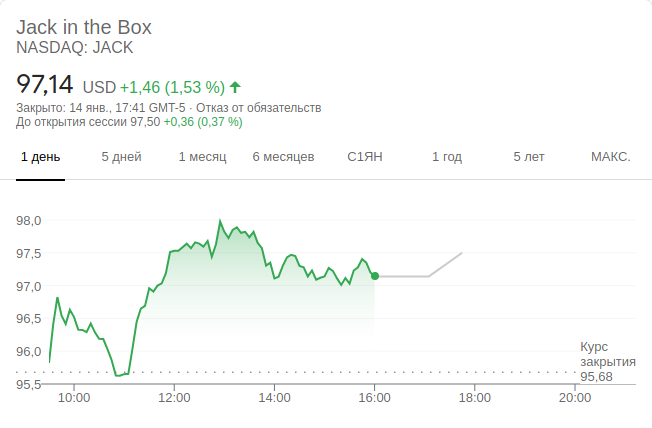 Jack in the Box
NASDAQ: JACK
97,14 USD +1,46 (1,53 %)
Закрыто: 14 янв., 17:41 GMT-5 · Отказ от обязательств
До открытия сессии 97,50 +0,36 (0,37 %)
1 день 5 дней 1 месяц 6 месяцев С1ЯН 1 год 5 лет МАКС.
98,0
97,5
97,0
96,5
96,0
95,5
Курс
закрытия
95,68
10:00 12:00 14:00 16:00 18:00 20:00